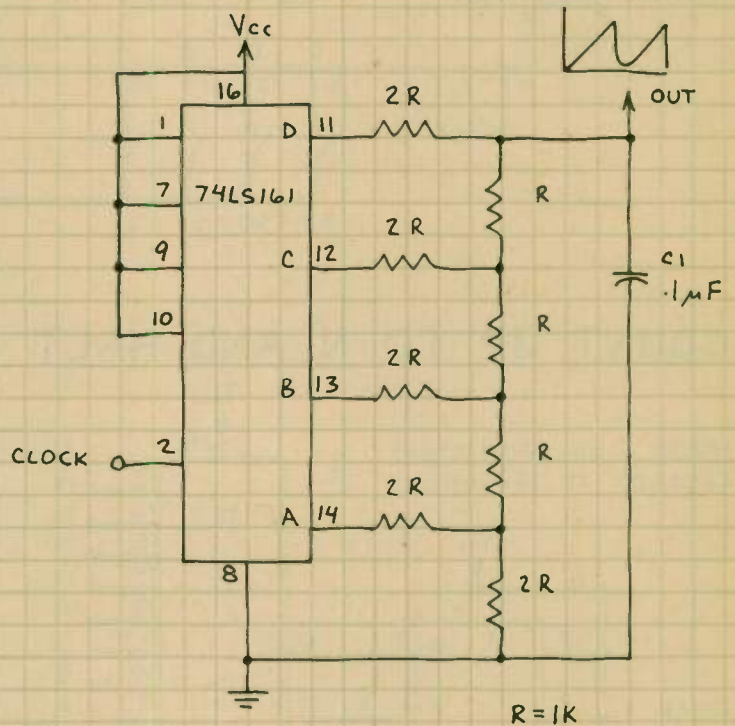 Vcc
OUT
16
2R
1 D 11
7 74LS161 R
2R
9 C 12
C1
.1μF
10 R
2R
B 13
2
CLOCK
R
2R
A 14
8
2R
R=1K